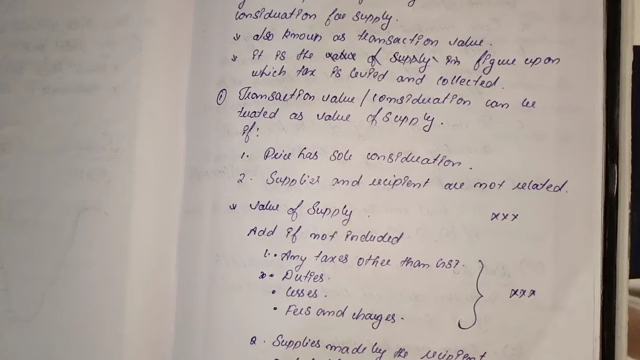 consideration for supply.
* also known as transaction value.
* it is the value of supply in figure upon
which tax is levied and collected.
① Transaction value/consideration can be
treated as value of supply.
if:
1. Price has sole consideration.
2. Supplier and recipient are not related.
* value of supply xxx
Add if not included
1. • Any taxes other than GST.
• Duties.
• Cesses.
• Fees and charges.
xxx
2. Supplies made by the recipient